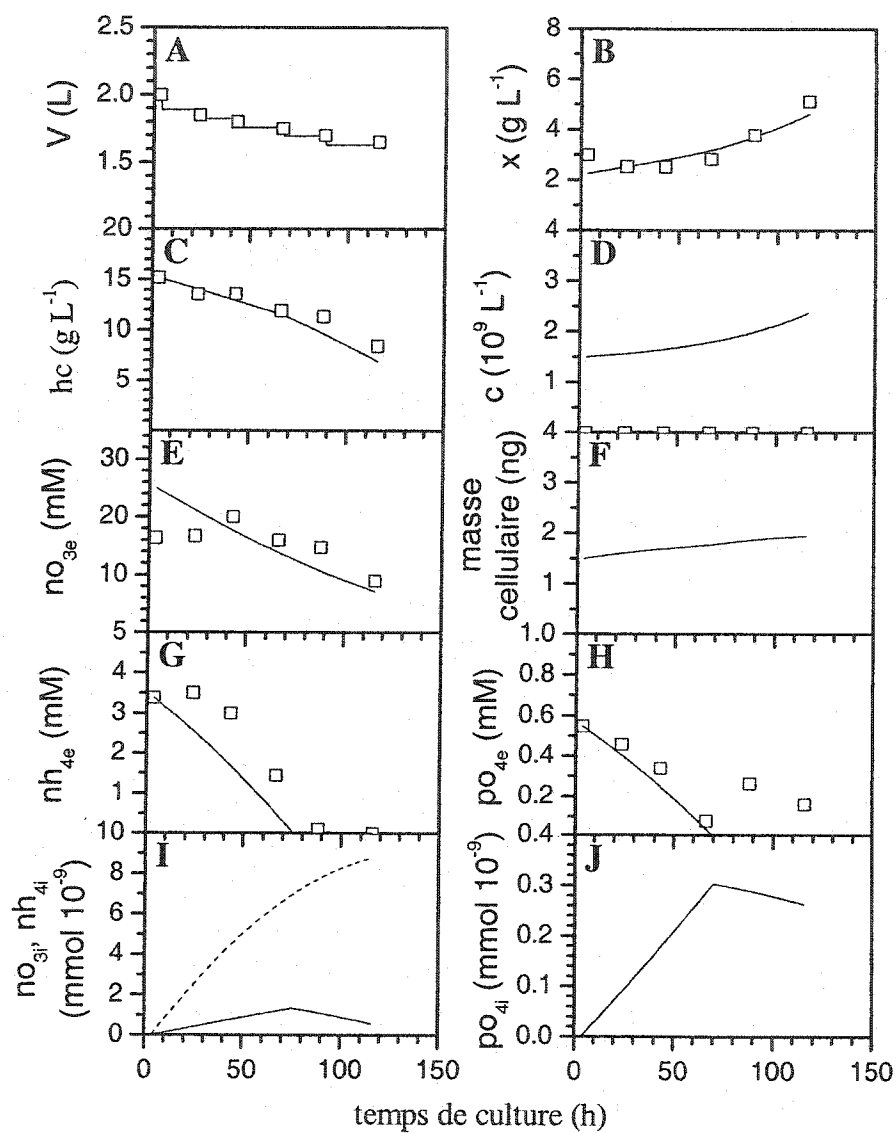 A
V (L)
2.5
2.0
1.5
20
B
x (g L-1)
8
6
4
2
4
C
hc (g L-1)
15
10
5
D
c (10^9 L-1)
3
2
1
4
E
no3e (mM)
30
20
10
5
F
masse
cellulaire (ng)
3
2
1
1.0
G
nh4e (mM)
4
3
2
1
10
H
po4e (mM)
0.8
0.6
0.4
0.2
0.4
I
no3i, nh4i
(mmol 10-9)
8
6
4
2
0
J
po4i (mmol 10-9)
0.3
0.2
0.1
0.0
0 50 100 150
0 50 100 150
temps de culture (h)